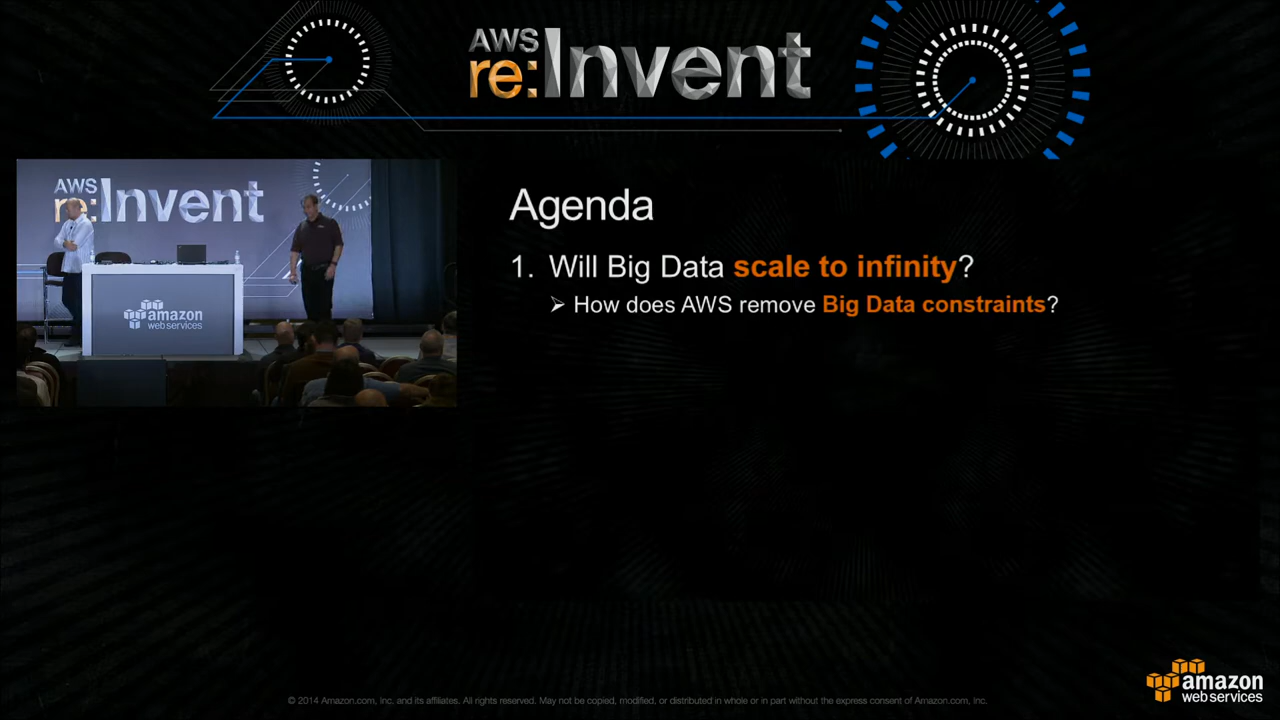 AWS
re:Invent
AWS
re:Invent
amazon
web services
Agenda
1. Will Big Data scale to infinity?
➢ How does AWS remove Big Data constraints?
amazon
web services
© 2014 Amazon.com, Inc. and its affiliates. All rights reserved. May not be copied, modified, or distributed in whole or in part without the express consent of Amazon.com, Inc.